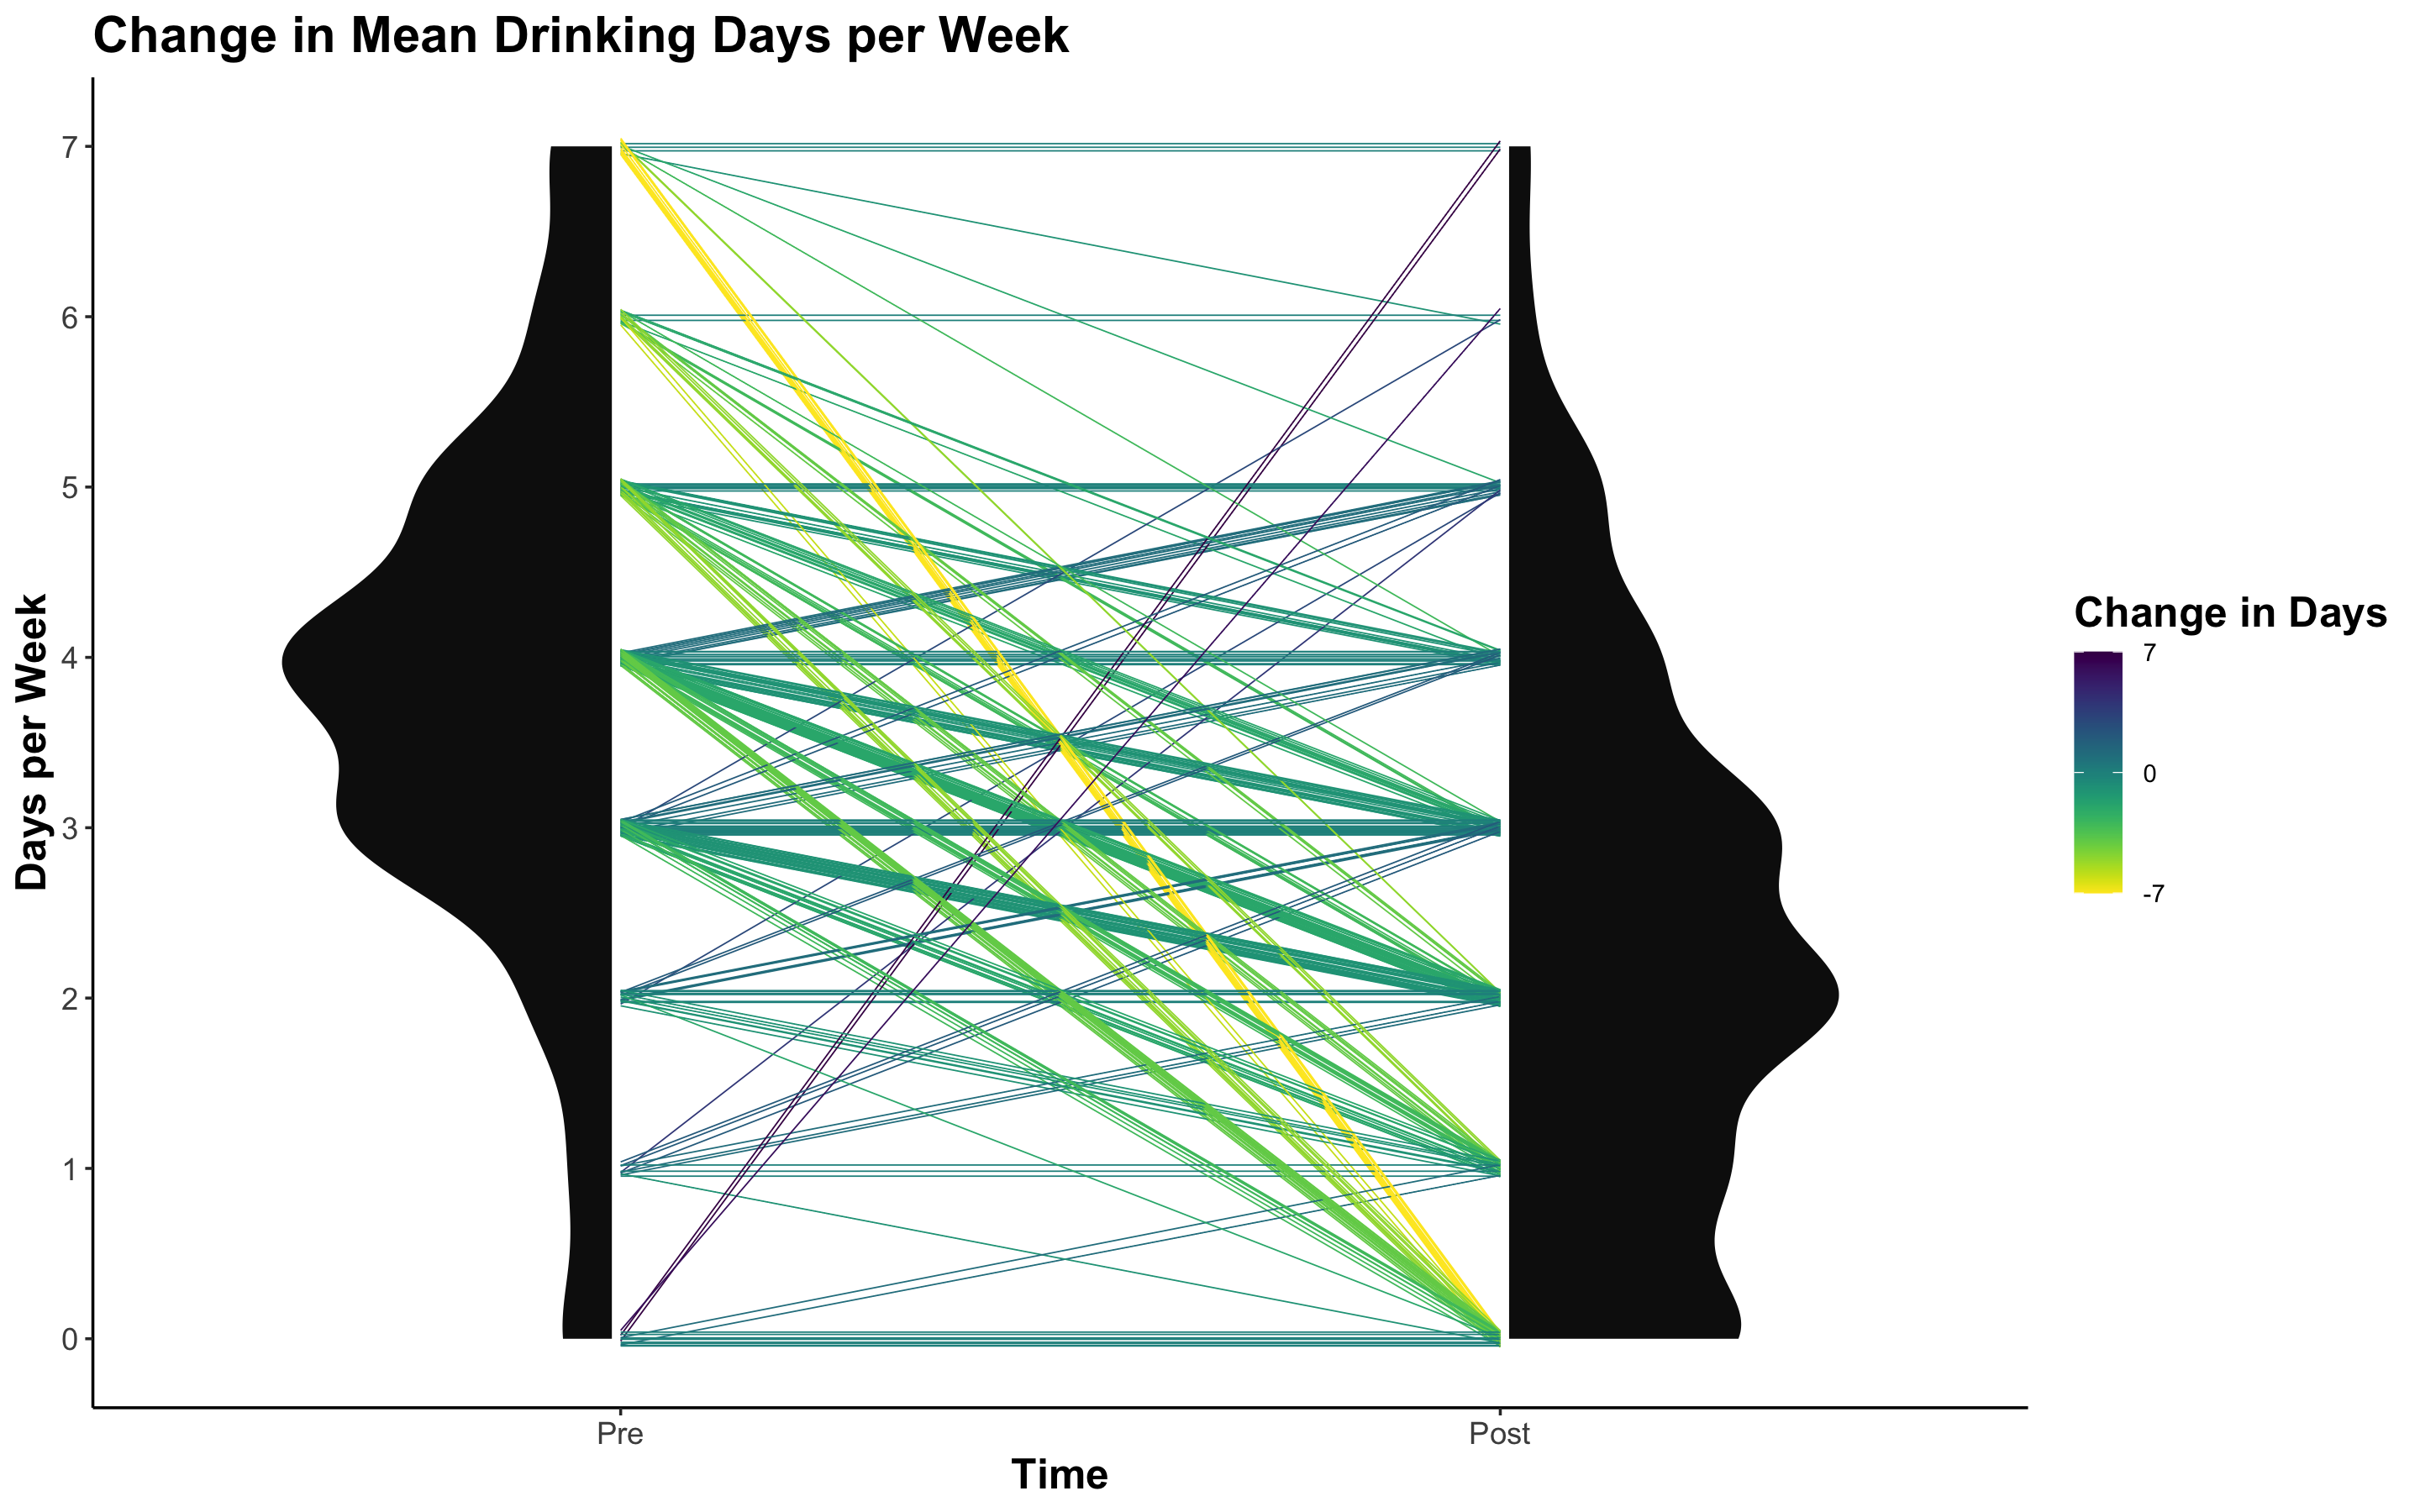 Change in Mean Drinking Days per Week
7
6
5
4
3
2
1
0
Days per Week
Pre
Post
Time
Change in Days
7
0
-7